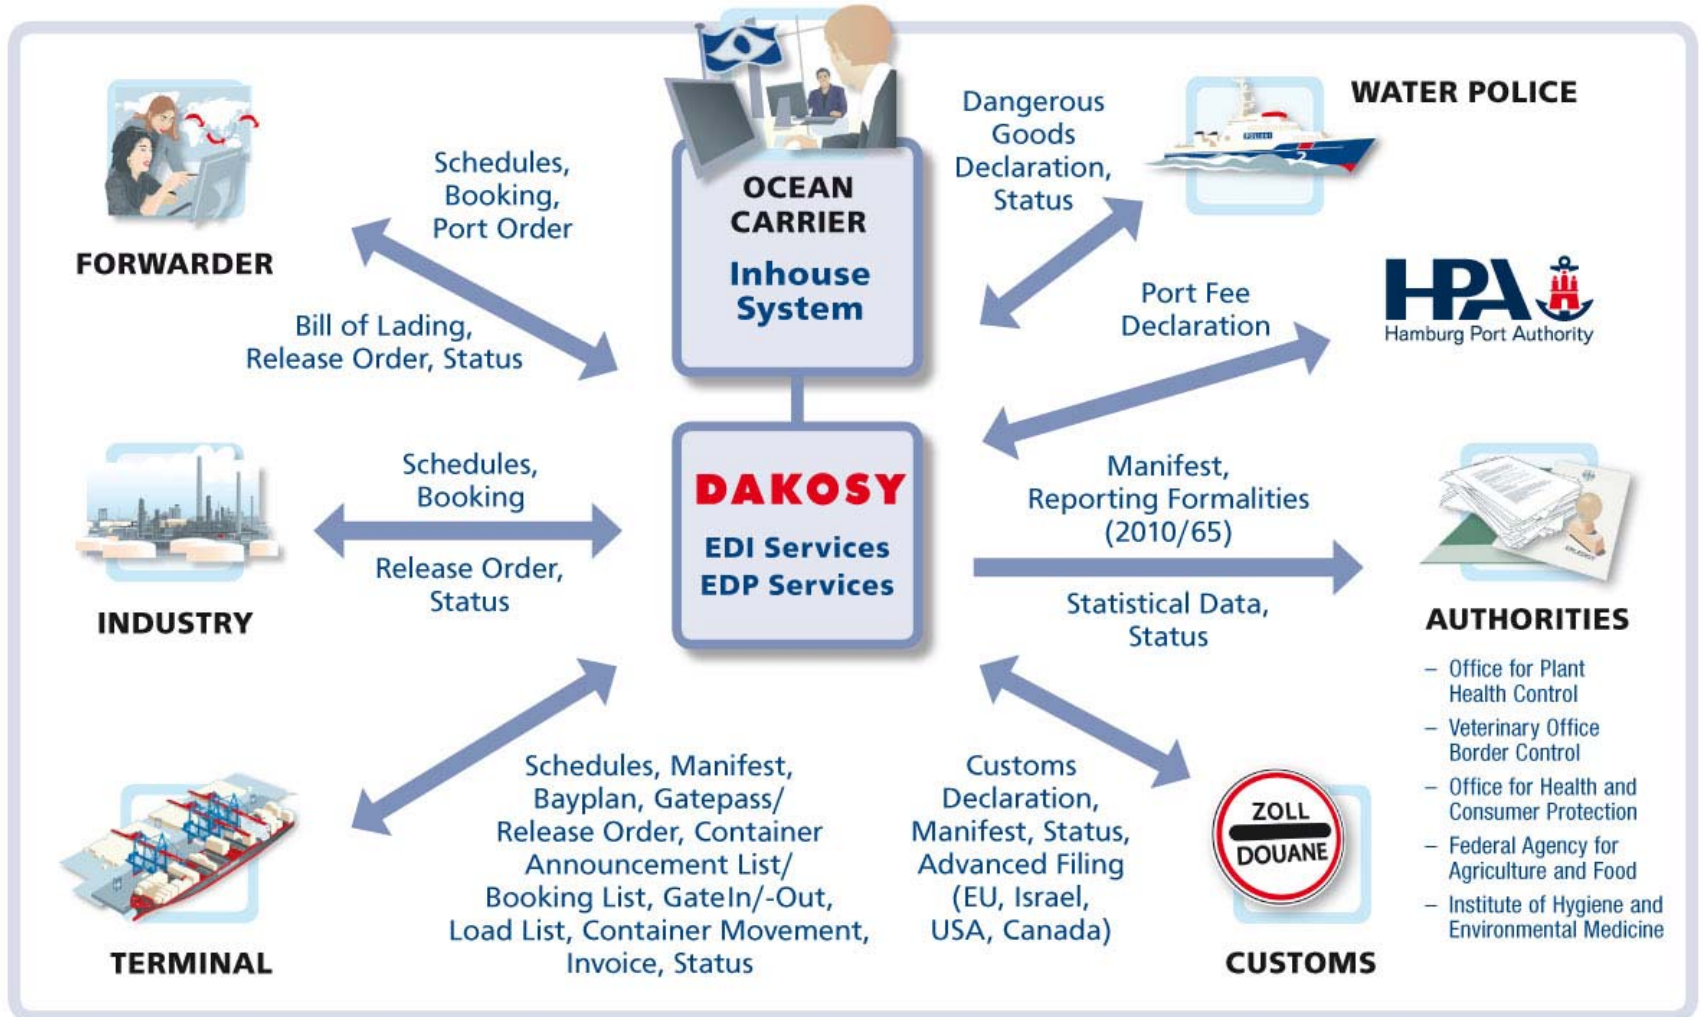 OCEAN
CARRIER
Inhouse
System
DAKOSY
EDI Services
EDP Services
FORWARDER
Schedules,
Booking,
Port Order
Bill of Lading,
Release Order, Status
INDUSTRY
Schedules,
Booking
Release Order,
Status
TERMINAL
Schedules, Manifest,
Bayplan, Gatepass/
Release Order, Container
Announcement List/
Booking List, GateIn/-Out,
Load List, Container Movement,
Invoice, Status
WATER POLICE
POLIZEI
2
Dangerous
Goods
Declaration,
Status
HPA
Hamburg Port Authority
Port Fee
Declaration
Manifest,
Reporting Formalities
(2010/65)
Statistical Data,
Status
AUTHORITIES
– Office for Plant
Health Control
– Veterinary Office
Border Control
– Office for Health and
Consumer Protection
– Federal Agency for
Agriculture and Food
– Institute of Hygiene and
Environmental Medicine
Customs
Declaration,
Manifest, Status,
Advanced Filing
(EU, Israel,
USA, Canada)
ZOLL
DOUANE
CUSTOMS